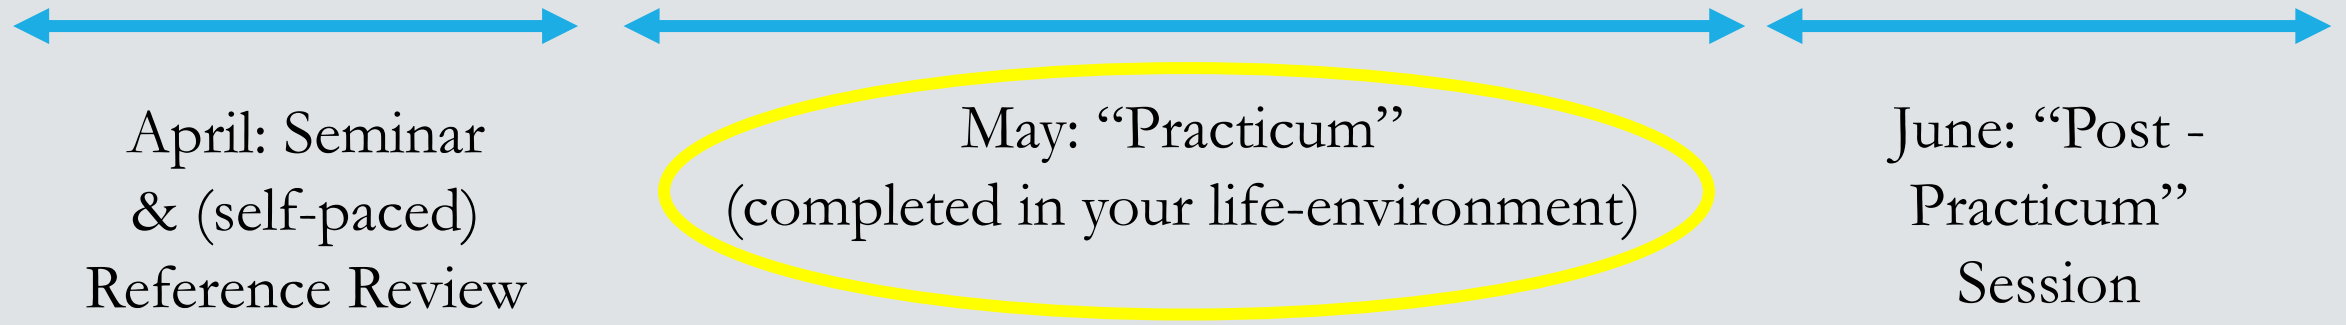 April: Seminar
& (self-paced)
Reference Review
May: “Practicum”
(completed in your life-environment)
June: “Post -
Practicum”
Session